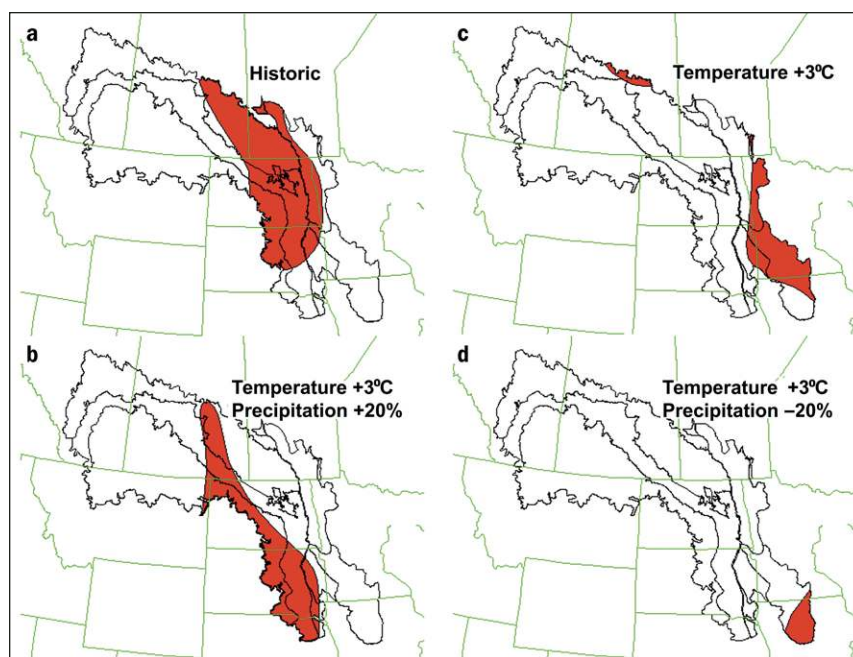 a
Historic
c
Temperature +3ºC
b
Temperature +3ºC
Precipitation +20%
d
Temperature +3ºC
Precipitation –20%